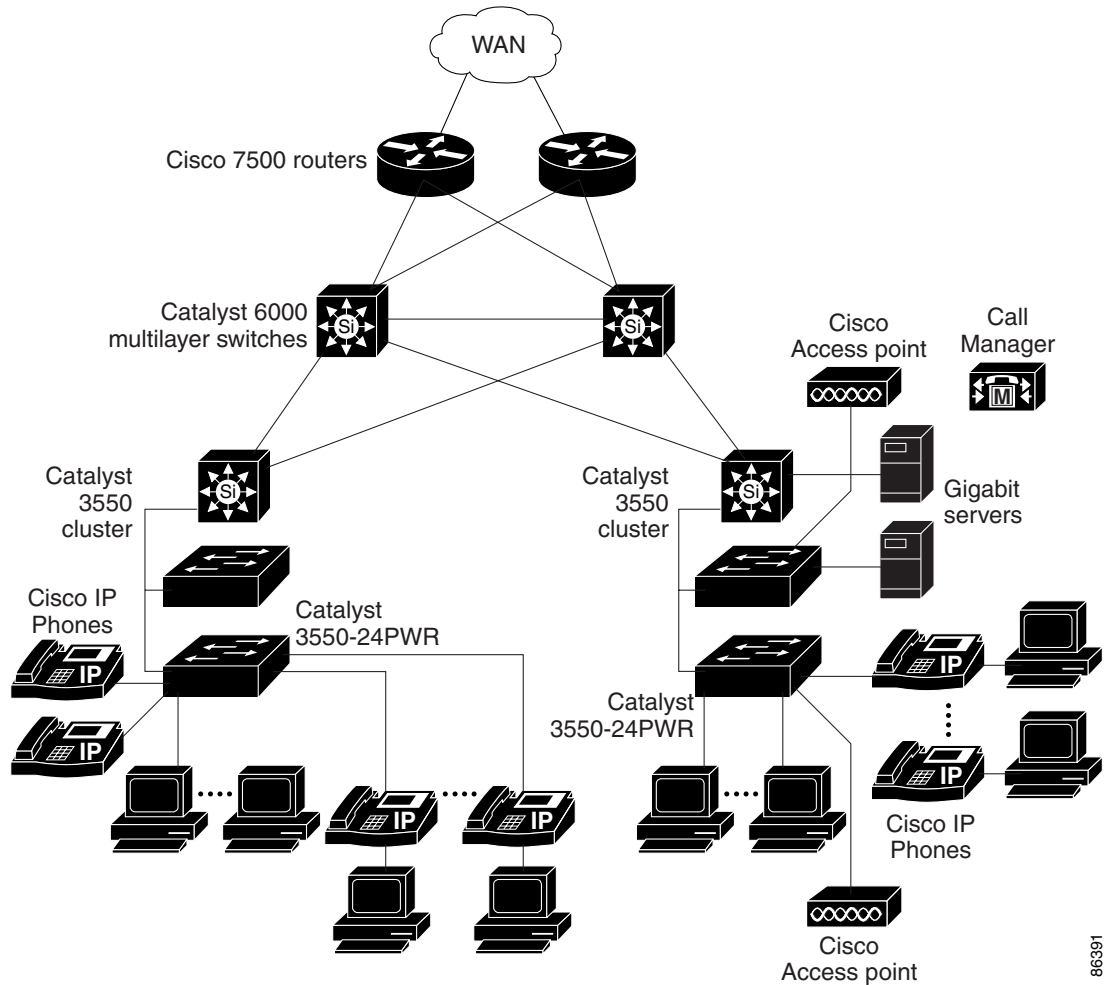 WAN
Cisco 7500 routers
Catalyst 6000
multilayer switches
Si
Si
Cisco
Access point
Call
Manager
M
Catalyst
3550
cluster
Si
Catalyst
3550
cluster
Si
Gigabit
servers
Cisco IP
Phones
IP
IP
Catalyst
3550-24PWR
IP
IP
Catalyst
3550-24PWR
IP
IP
Cisco IP
Phones
Cisco
Access point
86391